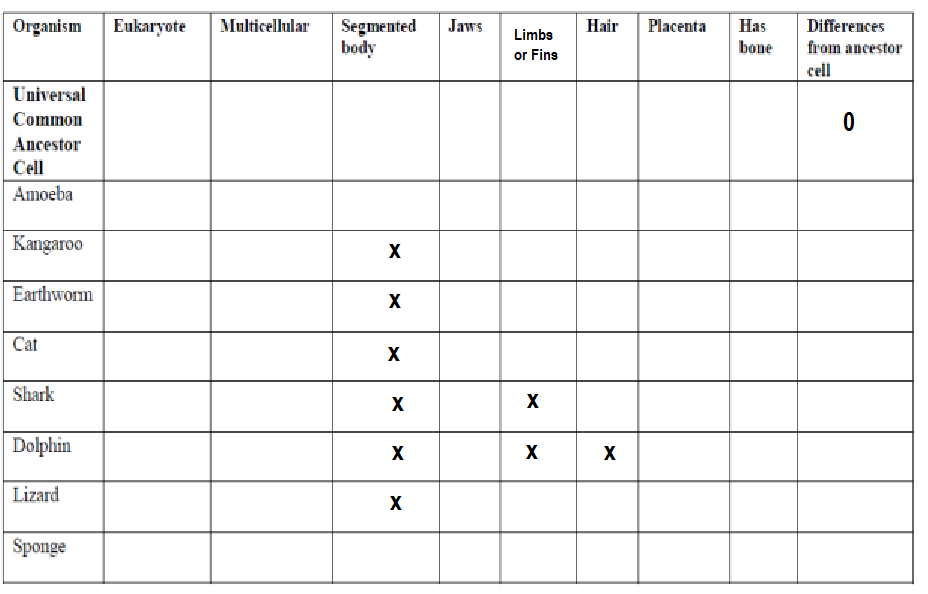 Organism Eukaryote Multicellular Segmented body Jaws Limbs or Fins Hair Placenta Has bone Differences from ancestor cell
Universal Common Ancestor Cell 0
Amoeba
Kangaroo X
Earthworm X
Cat X
Shark X X
Dolphin X X X
Lizard X
Sponge